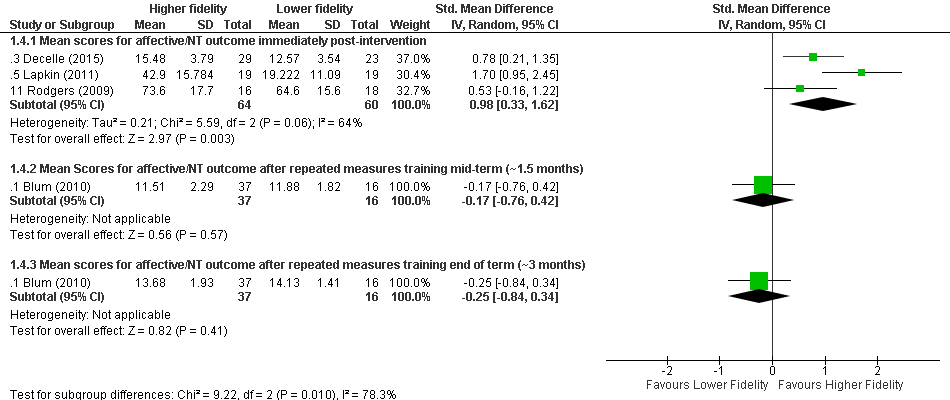 Higher fidelity Lower fidelity Std. Mean Difference Std. Mean Difference
Study or Subgroup Mean SD Total Mean SD Total Weight IV, Random, 95% CI IV, Random, 95% CI
1.4.1 Mean scores for affective/NT outcome immediately post-intervention
.3 Decelle (2015) 15.48 3.79 29 12.57 3.54 23 37.0% 0.78 [0.21, 1.35]
.5 Lapkin (2011) 42.9 15.784 19 19.222 11.09 19 30.4% 1.70 [0.95, 2.45]
11 Rodgers (2009) 73.6 17.7 16 64.6 15.6 18 32.7% 0.53 [-0.16, 1.22]
Subtotal (95% CI) 64 60 100.0% 0.98 [0.33, 1.62]
Heterogeneity: Tau² = 0.21; Chi² = 5.59, df = 2 (P = 0.06); I² = 64%
Test for overall effect: Z = 2.97 (P = 0.003)
1.4.2 Mean Scores for affective/NT outcome after repeated measures training mid-term (~1.5 months)
.1 Blum (2010) 11.51 2.29 37 11.88 1.82 16 100.0% -0.17 [-0.76, 0.42]
Subtotal (95% CI) 37 16 100.0% -0.17 [-0.76, 0.42]
Heterogeneity: Not applicable
Test for overall effect: Z = 0.56 (P = 0.57)
1.4.3 Mean scores for affective/NT outcome after repeated measures training end of term (~3 months)
.1 Blum (2010) 13.68 1.93 37 14.13 1.41 16 100.0% -0.25 [-0.84, 0.34]
Subtotal (95% CI) 37 16 100.0% -0.25 [-0.84, 0.34]
Heterogeneity: Not applicable
Test for overall effect: Z = 0.82 (P = 0.41)
-2 -1 0 1 2
Favours Lower Fidelity Favours Higher Fidelity
Test for subgroup differences: Chi² = 9.22, df = 2 (P = 0.010), I² = 78.3%